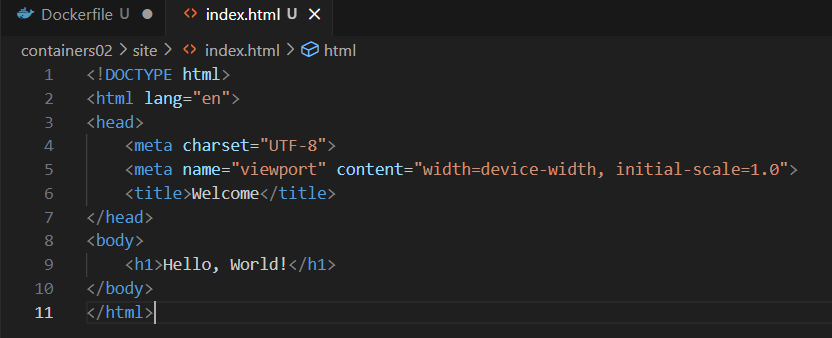 Dockerfile U index.html U
containers02 > site > index.html > html
1 <!DOCTYPE html>
2 <html lang="en">
3 <head>
4     <meta charset="UTF-8">
5     <meta name="viewport" content="width=device-width, initial-scale=1.0">
6     <title>Welcome</title>
7 </head>
8 <body>
9     <h1>Hello, World!</h1>
10 </body>
11 </html>